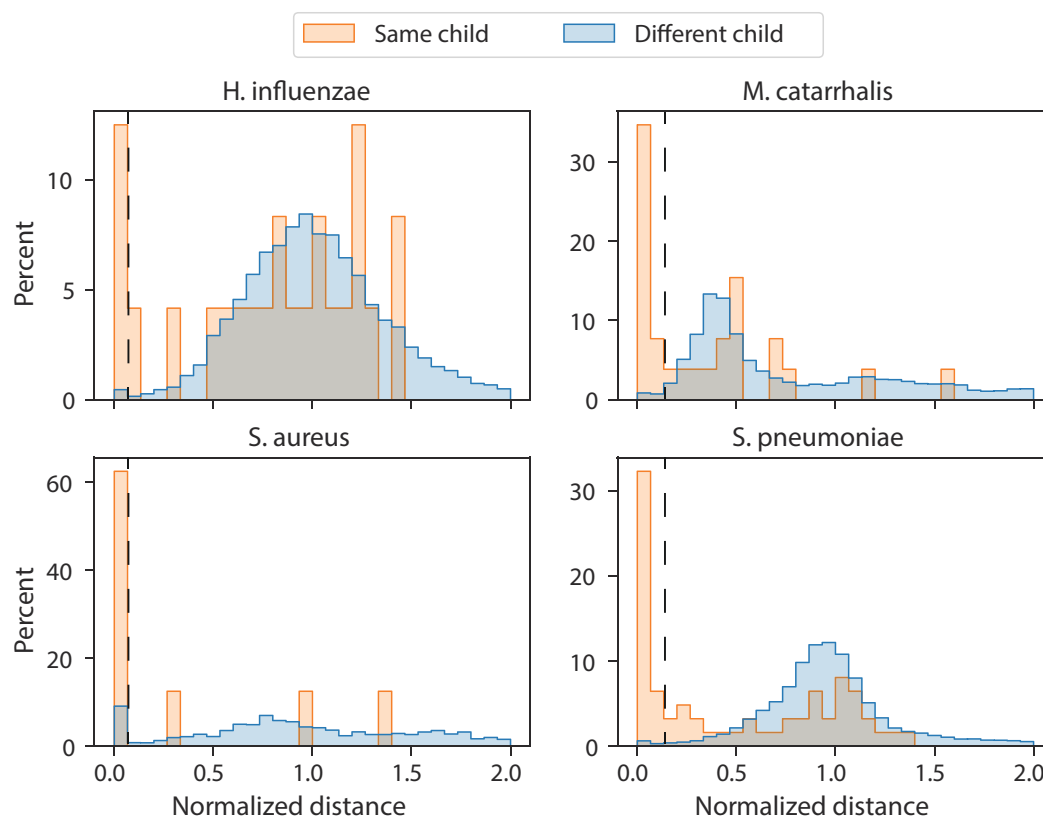 Same child Different child
H. influenzae
M. catarrhalis
Percent
10
5
0
30
20
10
0
S. aureus
S. pneumoniae
Percent
60
40
20
0
30
20
10
0
0.0 0.5 1.0 1.5 2.0
0.0 0.5 1.0 1.5 2.0
Normalized distance
Normalized distance